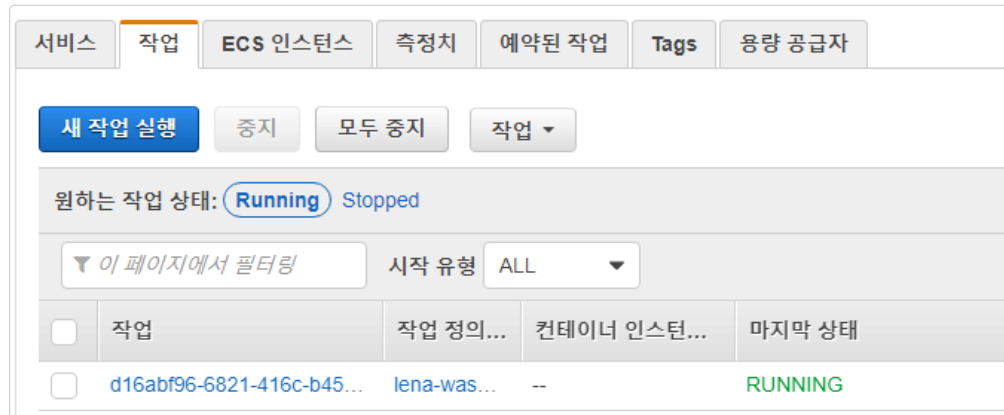 서비스 작업 ECS 인스턴스 측정치 예약된 작업 Tags 용량 공급자
새 작업 실행 중지 모두 중지 작업
원하는 작업 상태: Running Stopped
이 페이지에서 필터링 시작 유형 ALL
작업 작업 정의... 컨테이너 인스턴... 마지막 상태
d16abf96-6821-416c-b45... lena-was... -- RUNNING